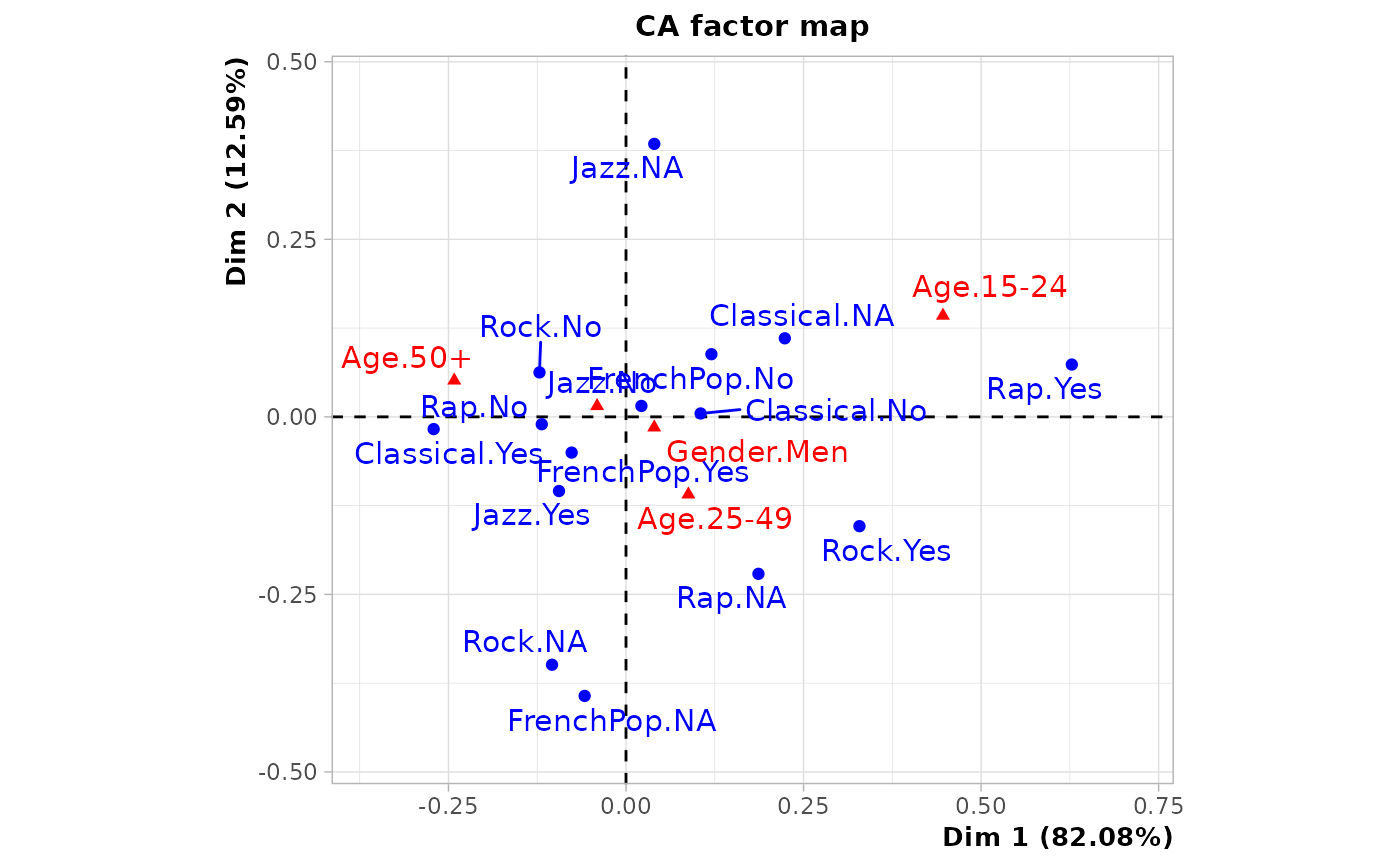 CA factor map
Dim 2 (12.59%)
0.50
0.25
0.00
-0.25
-0.50
Jazz.NA
Age.15-24
Classical.NA
Rock.No
Age.50+
FrenchPop.No
Jazz.No
Rap.Yes
Rap.No
Classical.No
Classical.Yes
Gender.Men
FrenchPop.Yes
Jazz.Yes
Age.25-49
Rock.Yes
Rap.NA
Rock.NA
FrenchPop.NA
-0.25
0.00
0.25
0.50
0.75
Dim 1 (82.08%)